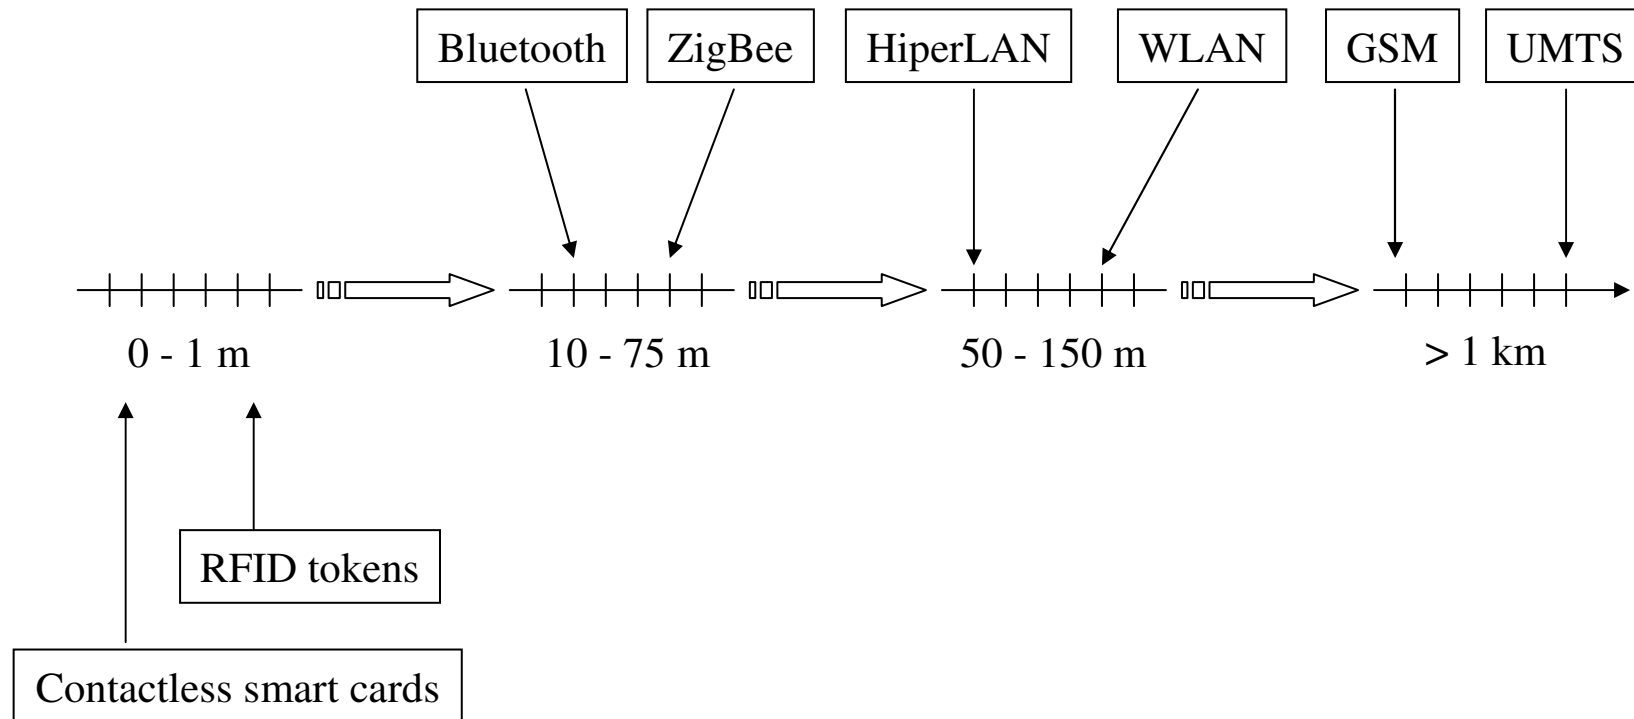 Bluetooth
ZigBee
HiperLAN
WLAN
GSM
UMTS
0 - 1 m
10 - 75 m
50 - 150 m
> 1 km
RFID tokens
Contactless smart cards